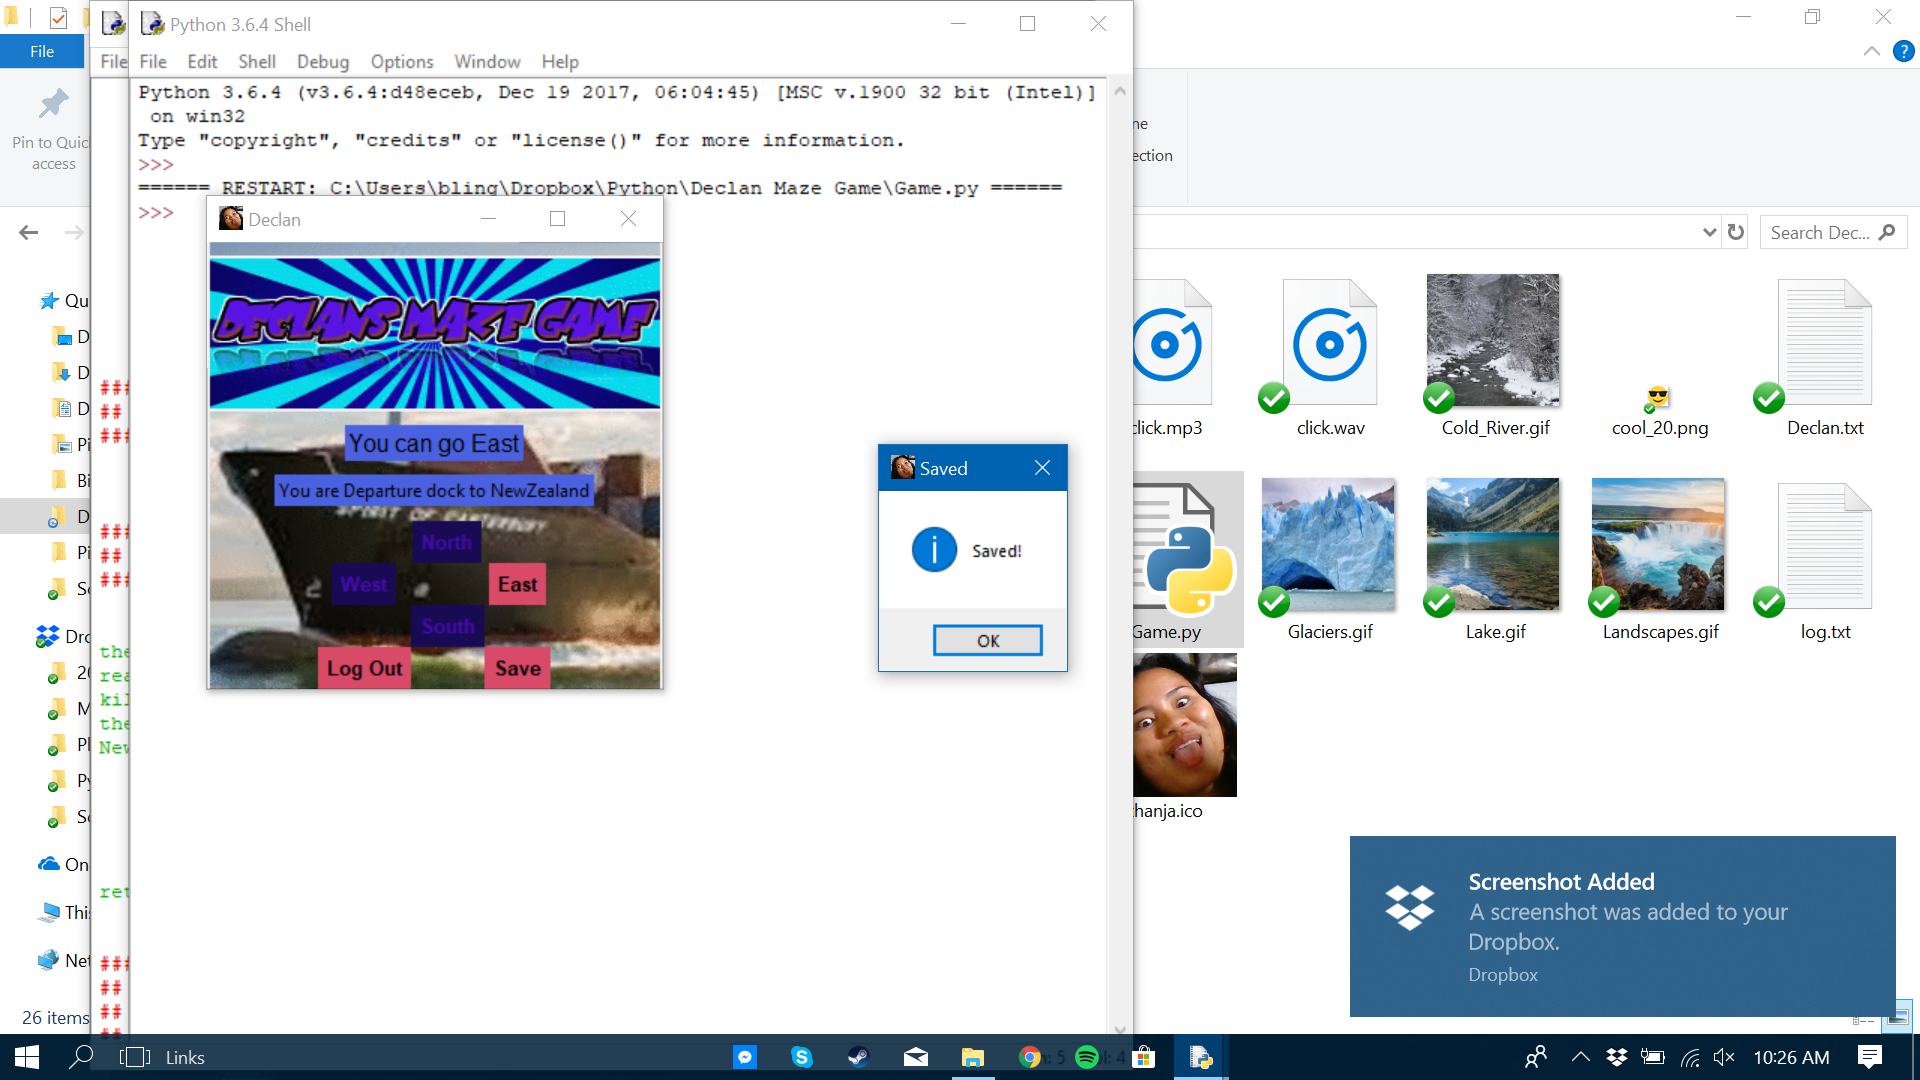 Python 3.6.4 Shell
File
File
File Edit Shell Debug Options Window Help
Pin to Quic
access
Python 3.6.4 (v3.6.4:d48eceb, Dec 19 2017, 06:04:45) [MSC v.1900 32 bit (Intel)]
on win32
Type "copyright", "credits" or "license()" for more information.
>>>
====== RESTART: C:\Users\bling\Dropbox\Python\Declan Maze Game\Game.py ======
>>>
Declan
DECLANS MAZE GAME
You can go East
You are Departure dock to NewZealand
SPIRIT OF CANTERBURY
North
West
East
South
Log Out
Save
Saved
Saved!
OK
ne
ection
Search Dec...
click.mp3
click.wav
Cold_River.gif
cool_20.png
Declan.txt
Game.py
Glaciers.gif
Lake.gif
Landscapes.gif
log.txt
hanja.ico
Qu
D
D
D
Pi
Bi
D
Pi
Sc
Dro
20
M
Pl
Py
Sc
On
This
Net
26 items
###
##
###
###
##
###
the
rea
kil
the
New
ret
###
##
##
##
Screenshot Added
A screenshot was added to your
Dropbox.
Dropbox
Links
10:26 AM